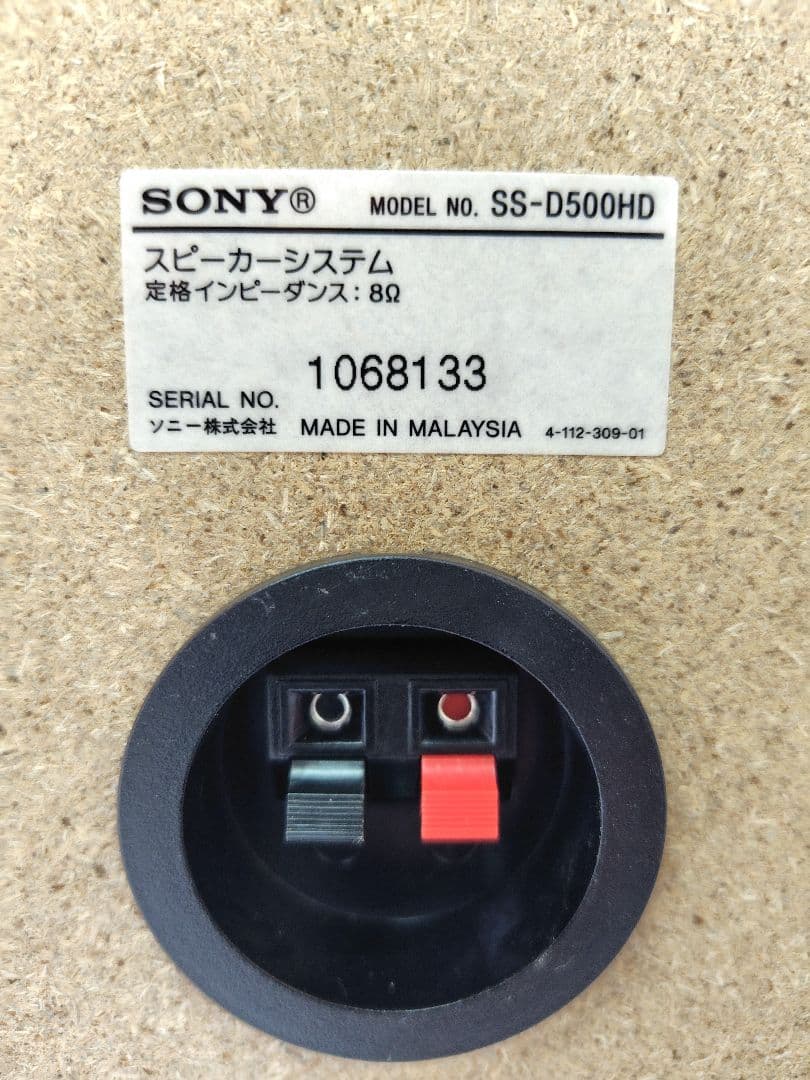 SONY® MODEL NO. SS-D500HD
スピーカーシステム
定格インピーダンス: 8Ω
1068133
SERIAL NO.
ソニー株式会社 MADE IN MALAYSIA 4-112-309-01